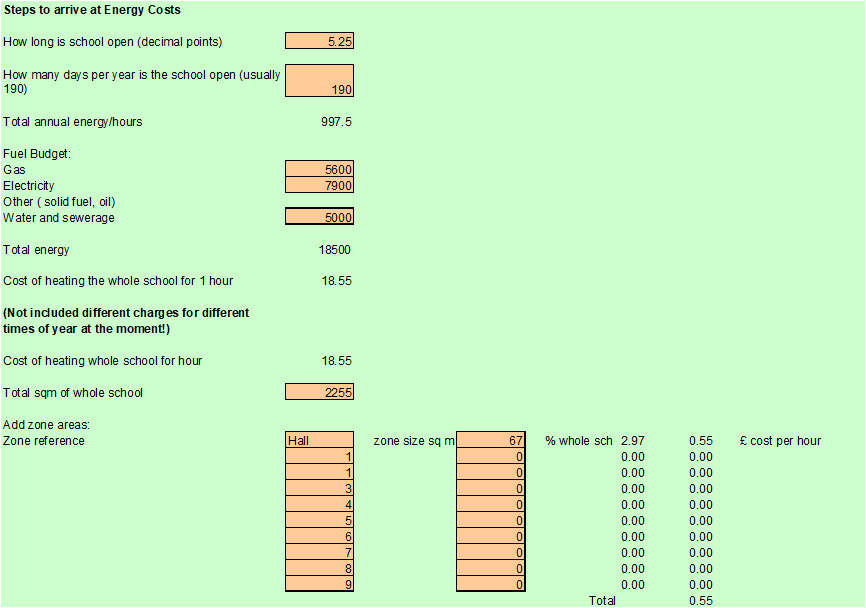 Steps to arrive at Energy Costs
How long is school open (decimal points) 5.25
How many days per year is the school open (usually
190) 190
Total annual energy/hours 997.5
Fuel Budget:
Gas 5600
Electricity 7900
Other ( solid fuel, oil)
Water and sewerage 5000
Total energy 18500
Cost of heating the whole school for 1 hour 18.55
(Not included different charges for different
times of year at the moment!)
Cost of heating whole school for hour 18.55
Total sqm of whole school 2255
Add zone areas:
Zone reference Hall zone size sq m 67 % whole sch 2.97 0.55 £ cost per hour
1 0 0.00 0.00
1 0 0.00 0.00
3 0 0.00 0.00
4 0 0.00 0.00
5 0 0.00 0.00
6 0 0.00 0.00
7 0 0.00 0.00
8 0 0.00 0.00
9 0 0.00 0.00
Total 0.55